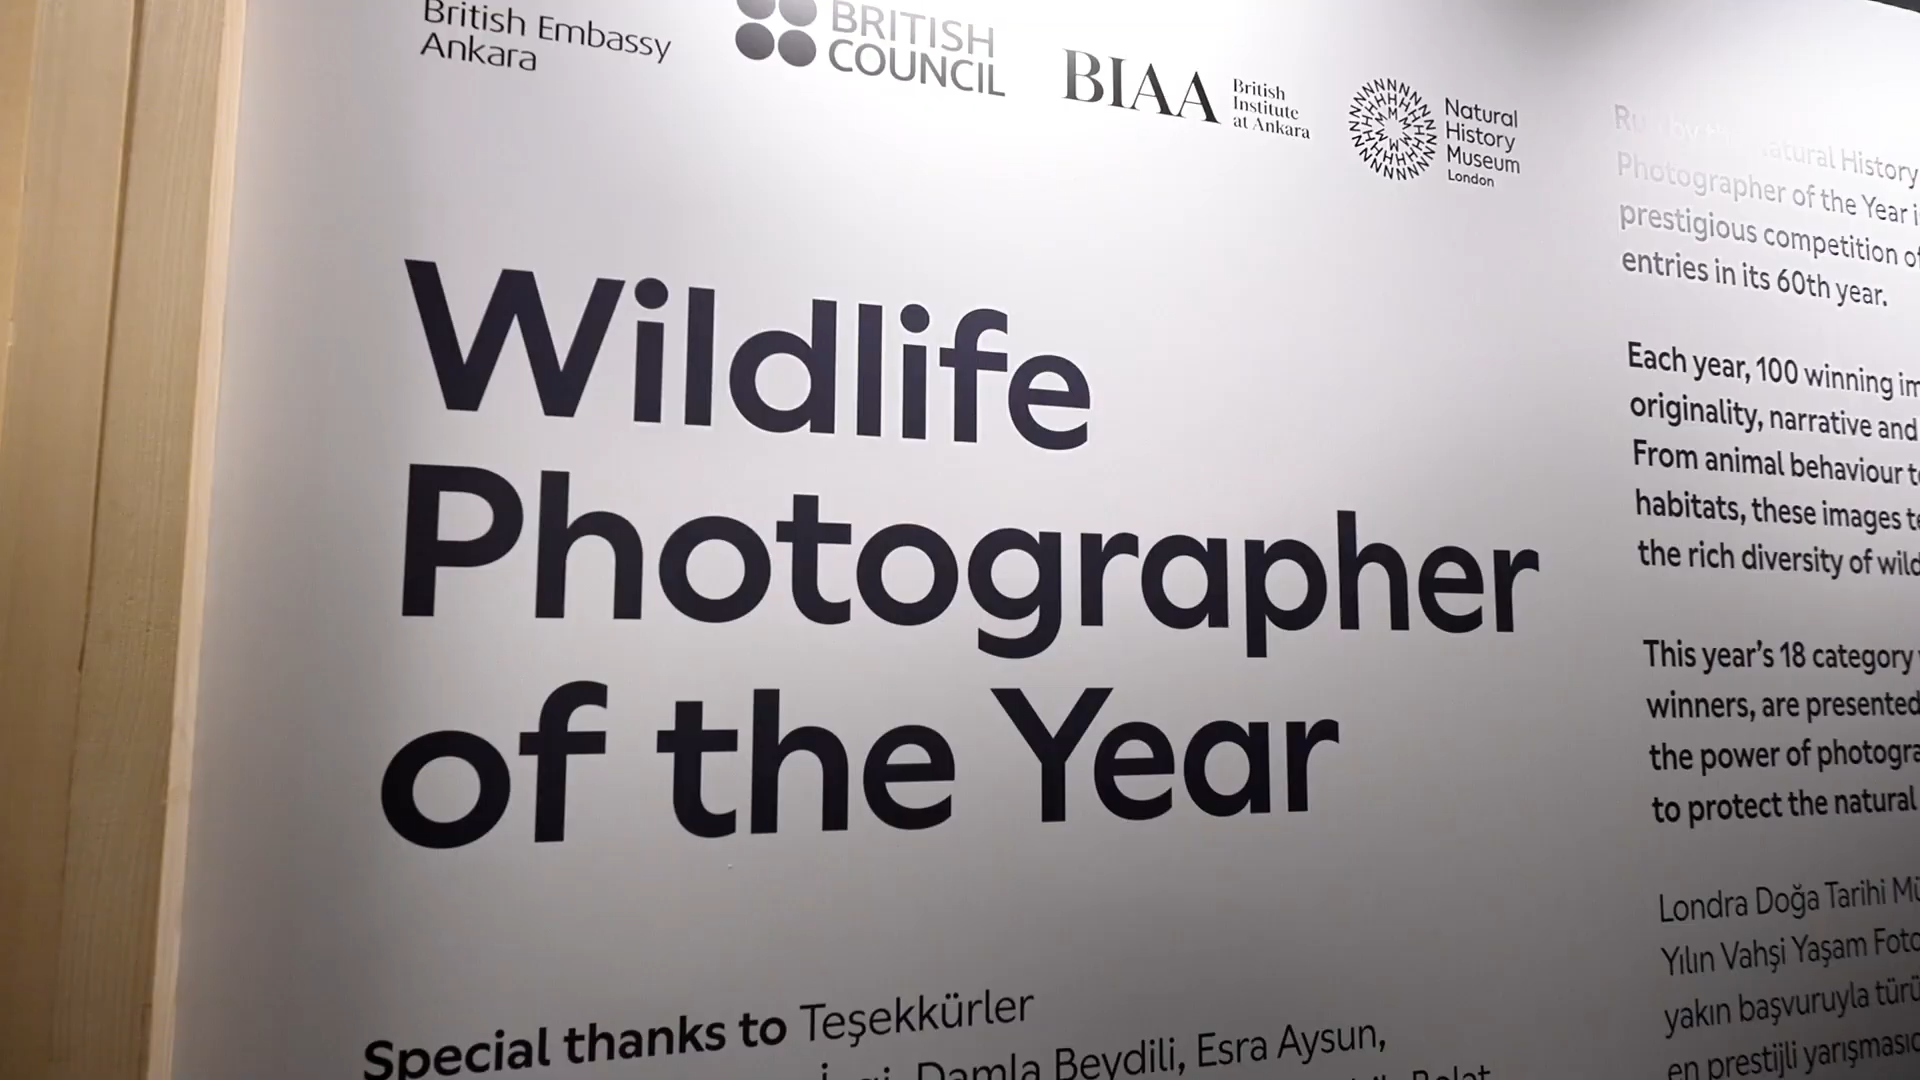 British Embassy
Ankara
BRITISH
COUNCIL
BIAA
British
Institute
at Ankara
Natural
History
Museum
London
Wildlife
Photographer
of the Year
Special thanks to Teşekkürler
Damla Beydili, Esra Aysun,
Natural History
Photographer of the Year
prestigious competition
entries in its 60th year.
Each year, 100 winning
originality, narrative and
From animal behaviour
habitats, these images
the rich diversity of
This year's 18 category
winners, are presented
the power of
to protect the natural
Londra Doğa Tarihi
Yılın Vahşi Yaşam
yakın başvuruyla
en prestijli